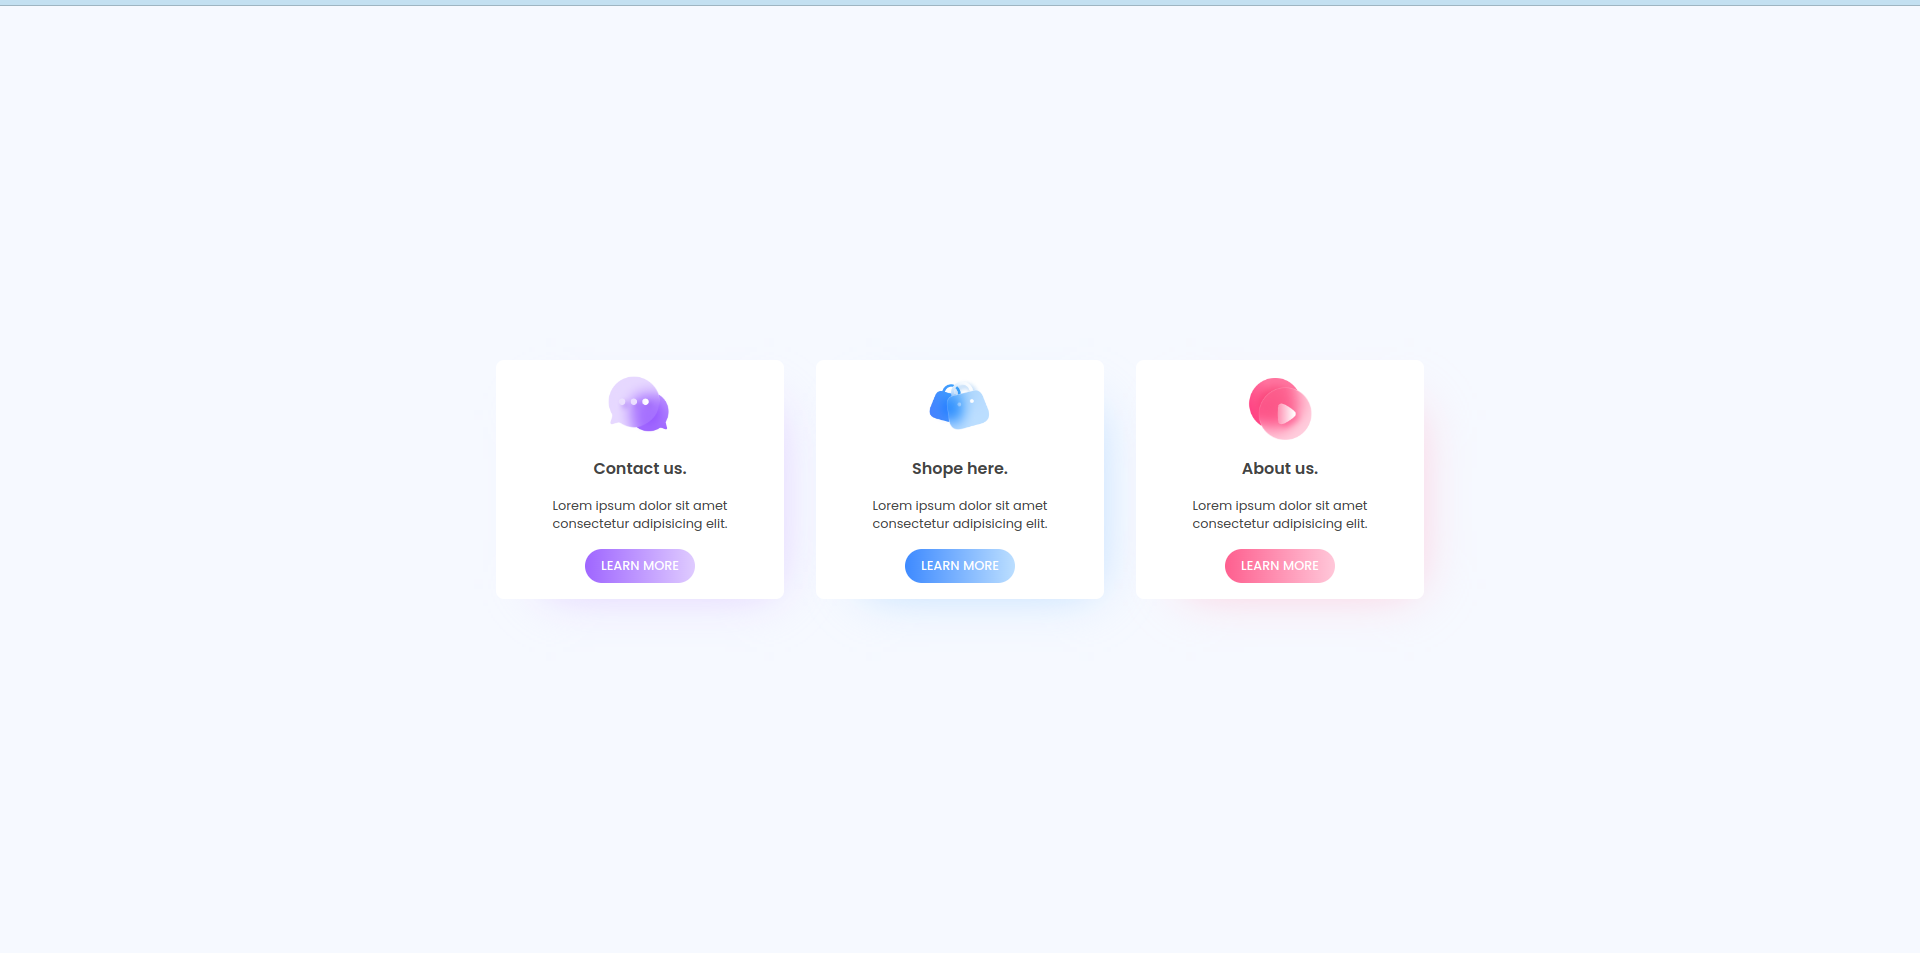 Contact us.
Lorem ipsum dolor sit amet
consectetur adipisicing elit.
LEARN MORE
Shope here.
Lorem ipsum dolor sit amet
consectetur adipisicing elit.
LEARN MORE
About us.
Lorem ipsum dolor sit amet
consectetur adipisicing elit.
LEARN MORE